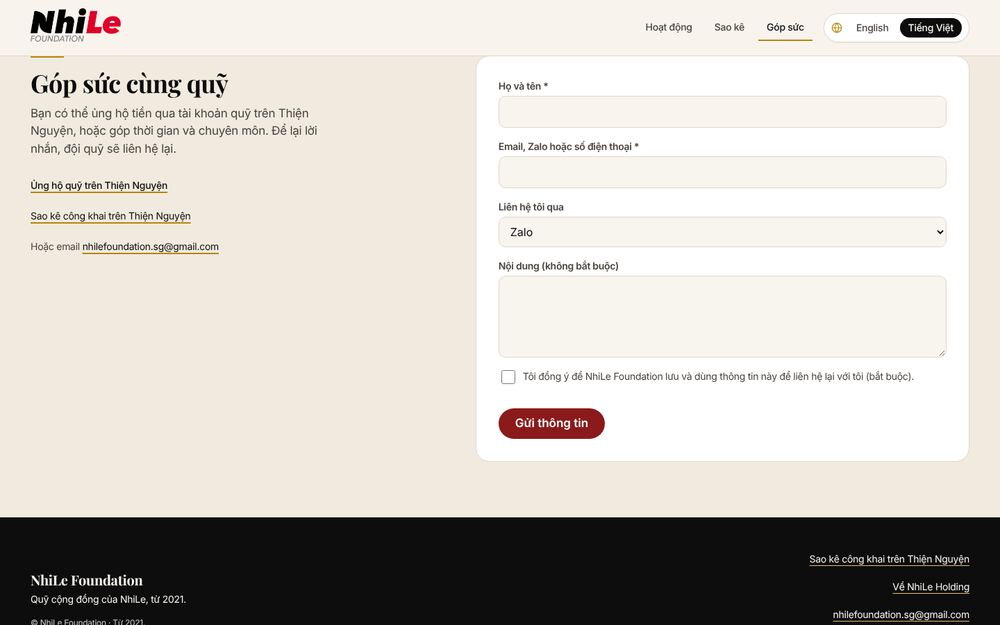 NhiLe
FOUNDATION
Hoạt động
Sao kê
Góp sức
English
Tiếng Việt
Góp sức cùng quỹ
Bạn có thể ủng hộ tiền qua tài khoản quỹ trên Thiện
Nguyện, hoặc góp thời gian và chuyên môn. Để lại lời
nhắn, đội quỹ sẽ liên hệ lại.
Ủng hộ quỹ trên Thiện Nguyện
Sao kê công khai trên Thiện Nguyện
Hoặc email nhilefoundation.sg@gmail.com
Họ và tên *
Email, Zalo hoặc số điện thoại *
Liên hệ tôi qua
Zalo
Nội dung (không bắt buộc)
Tôi đồng ý để NhiLe Foundation lưu và dùng thông tin này để liên hệ lại với tôi (bắt buộc).
Gửi thông tin
NhiLe Foundation
Quỹ cộng đồng của NhiLe, từ 2021.
© NhiLe Foundation · Từ 2021.
Sao kê công khai trên Thiện Nguyện
Về NhiLe Holding
nhilefoundation.sg@gmail.com